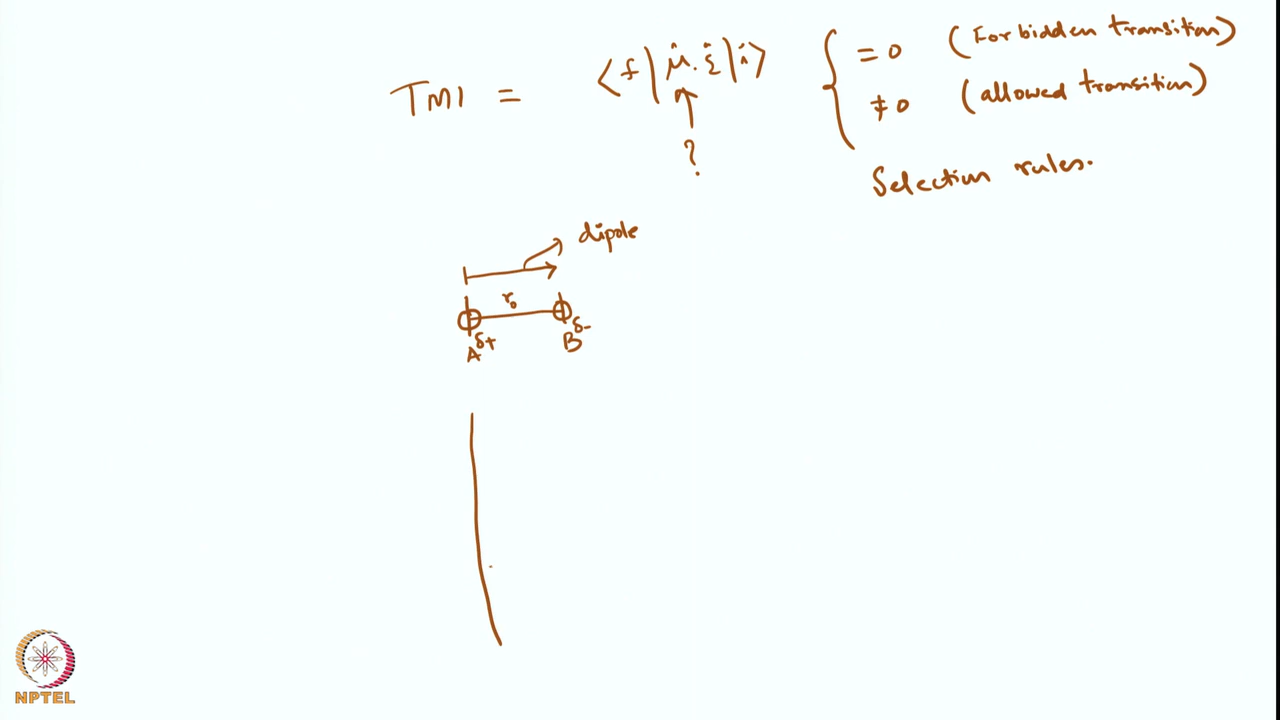 TMI = ⟨f|μ̂.ε̂|i⟩ { = 0 (Forbidden transition)
≠ 0 (allowed transition)
?
Selection rules.
dipole
r₀
A δ+ B δ-
NPTEL